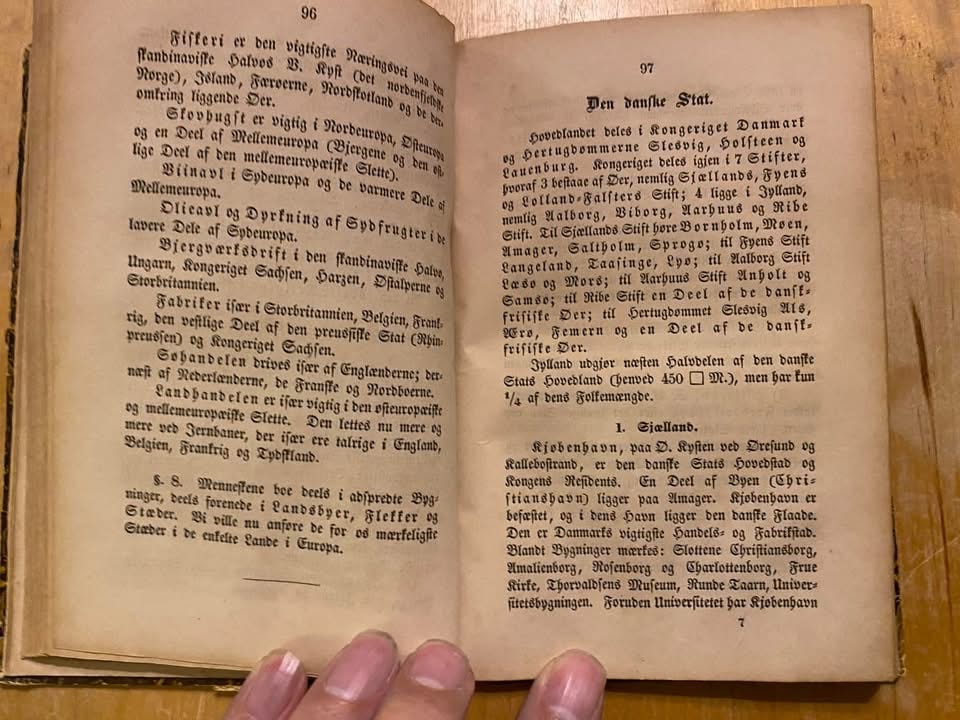 96
Fiskeri er den vigtigste Næringsvei paa den
skandinaviske Halvøs V. Kyst (det nordenfjeldske
Norge), Island, Færøerne, Nordskotland og de der-
omkring liggende Øer.
Skovhugst er vigtig i Nordeuropa, Østeuropa
og en Deel af Mellemeuropa (Bjergene og den øst-
lige Deel af den mellemeuropæiske Slette).
Viinavl i Sydeuropa og de varmere Dele af
Mellemeuropa.
Olieavl og Dyrkning af Sydfrugter i de
lavere Dele af Sydeuropa.
Bjergværksdrift i den skandinaviske Halvø,
Ungarn, Kongeriget Sachsen, Harzen, Østalperne og
Storbritannien.
Fabriker især i Storbritannien, Belgien, Frank-
rig, den vestlige Deel af den preussiske Stat (Rhin-
preussen) og Kongeriget Sachsen.
Søhandelen drives især af Englænderne; der-
næst af Nederlænderne, de Franske og Nordboerne.
Landhandelen er især vigtig i den østeuropæiske
og mellemeuropæiske Slette. Den lettes nu mere og
mere ved Jernbaner, der især ere talrige i England,
Belgien, Frankrig og Tydskland.
§. 8. Menneskene boe deels i adspredte Byg-
ninger, deels forenede i Landsbyer, Flekker og
Stæder. Vi ville nu anføre de for os mærkeligste
Stæder i de enkelte Lande i Europa.
97
Den danske Stat.
Hovedlandet deles i Kongeriget Danmark
og Hertugdommerne Slesvig, Holsteen og
Lauenburg. Kongeriget deles igjen i 7 Stifter,
hvoraf 3 bestaae af Øer, nemlig Sjællands, Fyens
og Lolland-Falsters Stift; 4 ligge i Jylland,
nemlig Aalborg, Viborg, Aarhuus og Ribe
Stift. Til Sjællands Stift høre Bornholm, Møen,
Amager, Saltholm, Sprogø; til Fyens Stift
Langeland, Taasinge, Lyø; til Aalborg Stift
Læsø og Mors; til Aarhuus Stift Anholt og
Samsø; til Ribe Stift en Deel af de dansk-
frisiske Øer; til Hertugdømmet Slesvig Als,
Ærø, Femern og en Deel af de dansk-
frisiske Øer.
Jylland udgjør næsten Halvdelen af den danske
Stats Hovedland (henved 450 □ M.), men har kun
1/4 af dens Folkemængde.
1. Sjælland.
Kjøbenhavn, paa O. Kysten ved Øresund og
Kallebostrand, er den danske Stats Hovedstad og
Kongens Residents. En Deel af Byen (Chri-
stianshavn) ligger paa Amager. Kjøbenhavn er
befæstet, og i dens Havn ligger den danske Flaade.
Den er Danmarks vigtigste Handels- og Fabrikstad.
Blandt Bygninger mærkes: Slottene Christiansborg,
Amalienborg, Rosenborg og Charlottenborg, Frue
Kirke, Thorvaldsens Museum, Runde Taarn, Univer-
sitetsbygningen. Foruden Universitetet har Kjøbenhavn
7